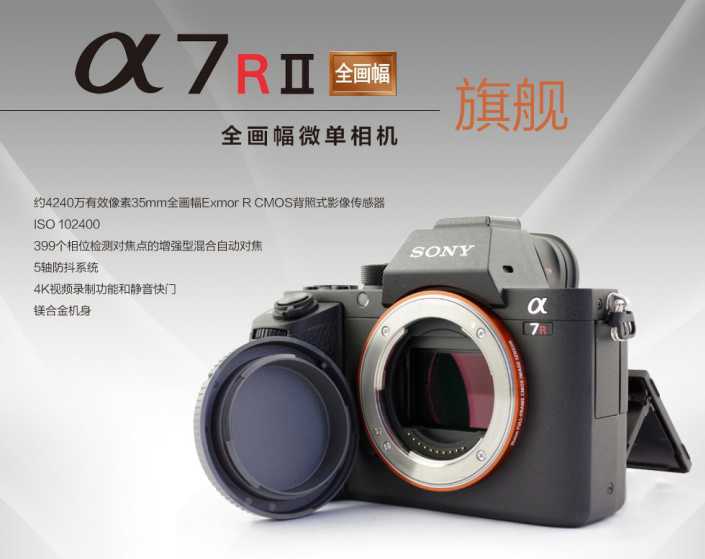 α7RⅡ 全画幅
旗舰
全画幅微单相机
约4240万有效像素35mm全画幅Exmor R CMOS背照式影像传感器
ISO 102400
399个相位检测对焦点的增强型混合自动对焦
5轴防抖系统
4K视频录制功能和静音快门
镁合金机身
SONY
α
7R